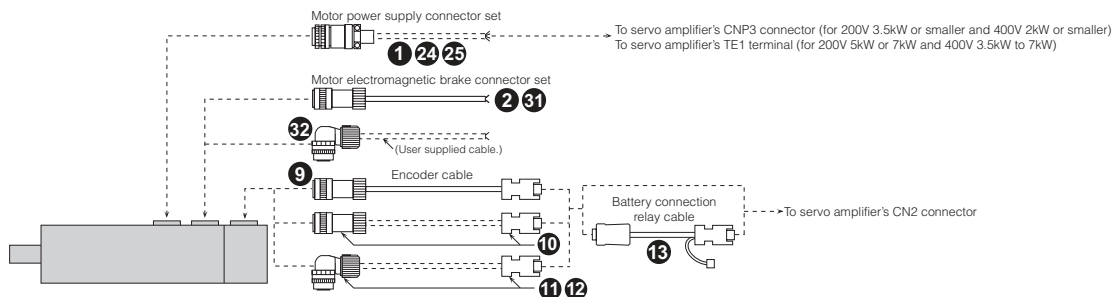 Motor power supply connector set
1 24 25
To servo amplifier's CNP3 connector (for 200V 3.5kW or smaller and 400V 2kW or smaller)
To servo amplifier's TE1 terminal (for 200V 5kW or 7kW and 400V 3.5kW to 7kW)
Motor electromagnetic brake connector set
2 31
32
(User supplied cable.)
9
Encoder cable
10
11 12
Battery connection
relay cable
13
To servo amplifier's CN2 connector